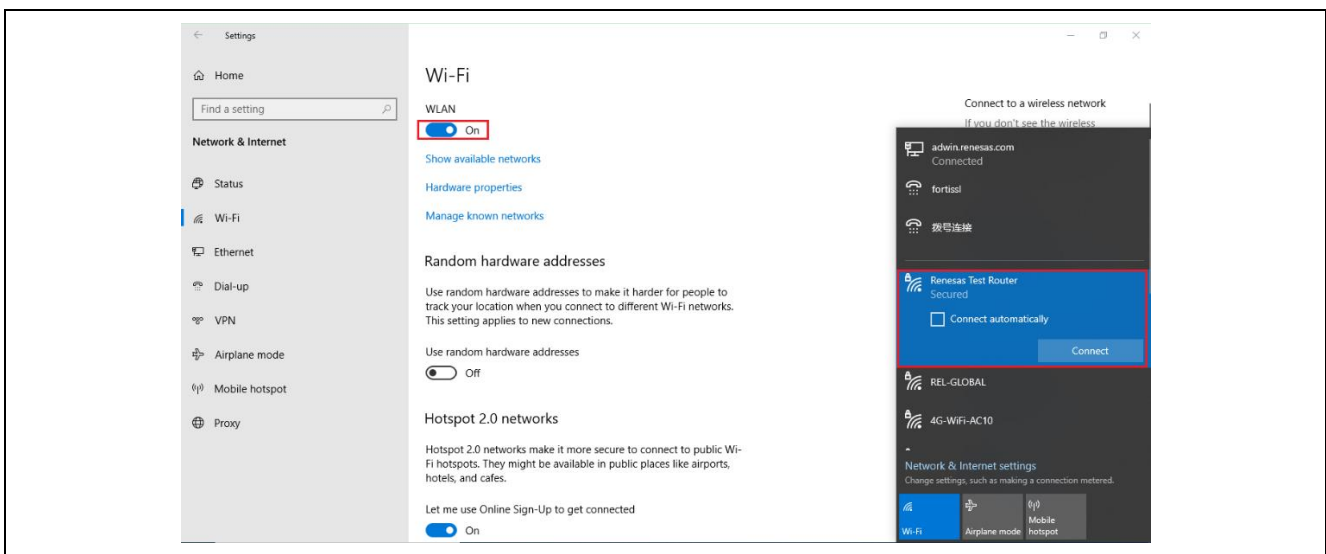 Settings
Home
Find a setting
Network & Internet
Status
Wi-Fi
Ethernet
Dial-up
VPN
Airplane mode
Mobile hotspot
Proxy
Wi-Fi
WLAN
On
Show available networks
Hardware properties
Manage known networks
Random hardware addresses
Use random hardware addresses to make it harder for people to
track your location when you connect to different Wi-Fi networks.
This setting applies to new connections.
Use random hardware addresses
Off
Hotspot 2.0 networks
Hotspot 2.0 networks make it more secure to connect to public Wi-
Fi hotspots. They might be available in public places like airports,
hotels, and cafes.
Let me use Online Sign-Up to get connected
On
Connect to a wireless network
If you don't see the wireless
adwin.renesas.com
Connected
fortissl
拨号连接
Renesas Test Router
Secured
Connect automatically
Connect
REL-GLOBAL
4G-WiFi-AC10
Network & Internet settings
Change settings, such as making a connection metered.
Wi-Fi
Airplane mode
Mobile
hotspot